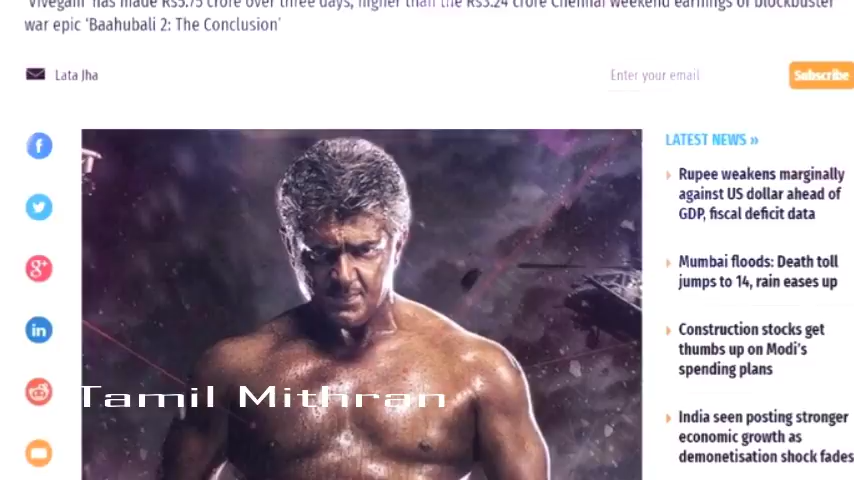 'Vivegam' has made Rs5.75 crore over three days, higher than the Rs3.24 crore Chennai weekend earnings of blockbuster
war epic ‘Baahubali 2: The Conclusion’
Lata Jha
Enter your email
Subscribe
f
g+
in
Tamil Mithran
LATEST NEWS »
Rupee weakens marginally
against US dollar ahead of
GDP, fiscal deficit data
Mumbai floods: Death toll
jumps to 14, rain eases up
Construction stocks get
thumbs up on Modi’s
spending plans
India seen posting stronger
economic growth as
demonetisation shock fades